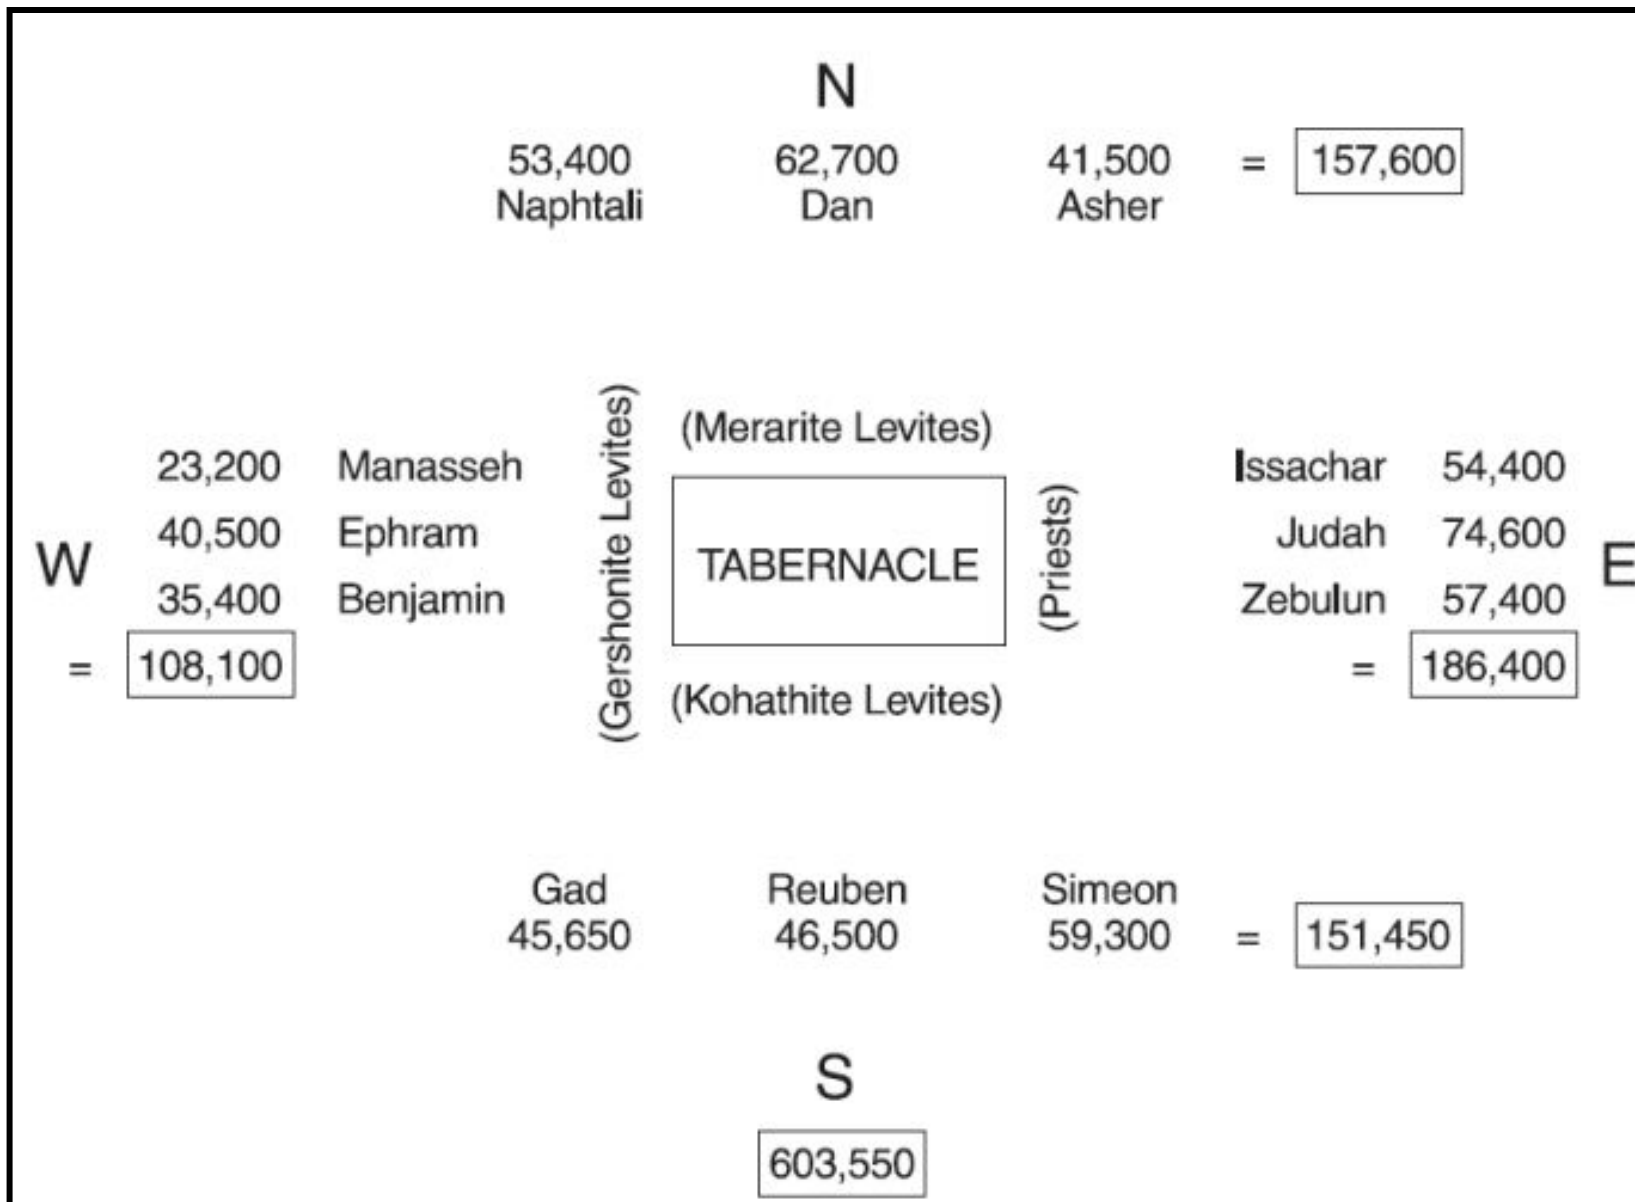 N
53,400 62,700 41,500 = 157,600
Naphtali Dan Asher
(Gershonite Levites)
(Merarite Levites)
23,200 Manasseh
40,500 Ephram
35,400 Benjamin
= 108,100
W
TABERNACLE
(Priests)
Issachar 54,400
Judah 74,600
Zebulun 57,400
= 186,400
E
(Kohathite Levites)
Gad Reuben Simeon
45,650 46,500 59,300 = 151,450
S
603,550